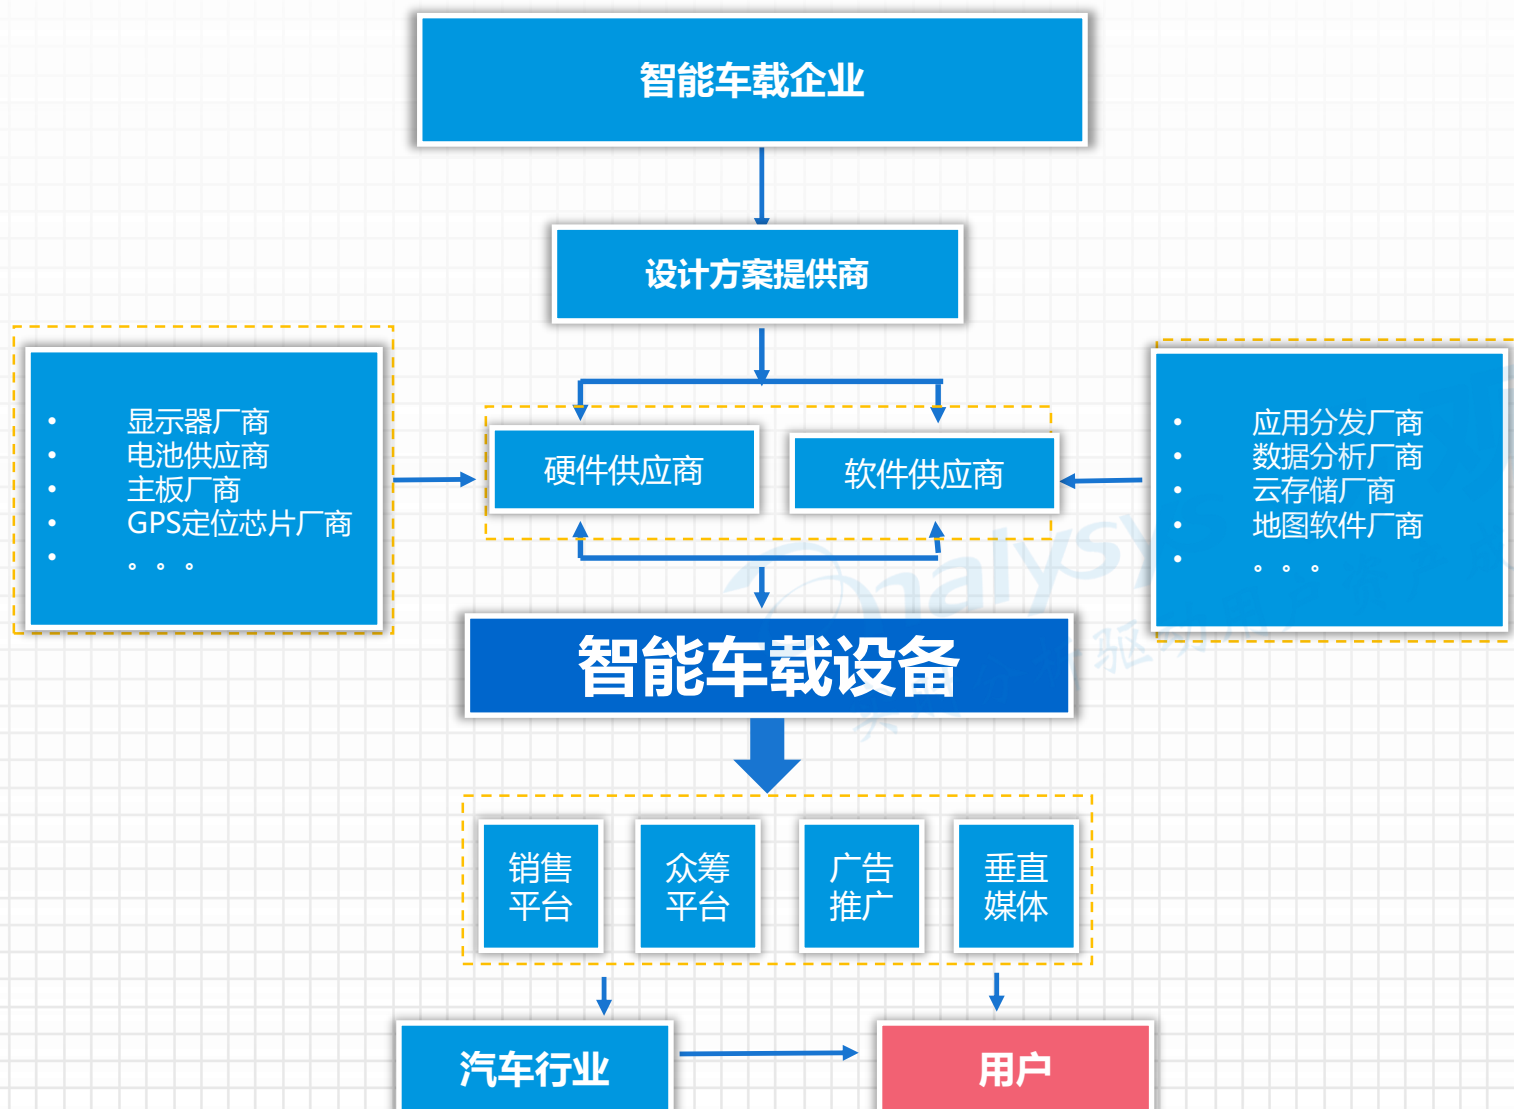 智能车载企业
设计方案提供商
• 显示器厂商
• 电池供应商
• 主板厂商
• GPS定位芯片厂商
• 。。。
硬件供应商
软件供应商
• 应用分发厂商
• 数据分析厂商
• 云存储厂商
• 地图软件厂商
• 。。。
nalysys
智能车载设备
销售
平台
众筹
平台
广告
推广
垂直
媒体
汽车行业
用户